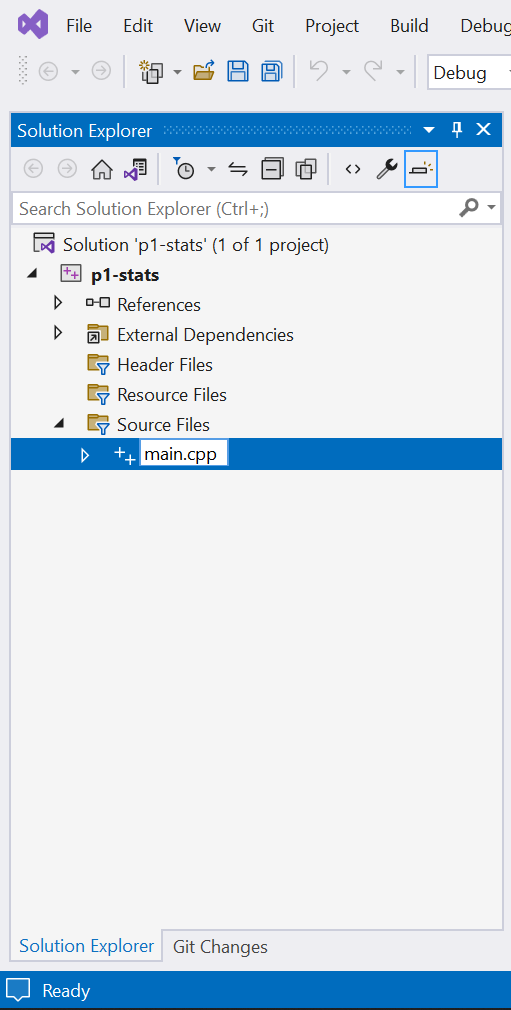 File Edit View Git Project Build Debug
Debug
Solution Explorer
Search Solution Explorer (Ctrl+;)
Solution 'p1-stats' (1 of 1 project)
p1-stats
References
External Dependencies
Header Files
Resource Files
Source Files
main.cpp
Solution Explorer Git Changes
Ready